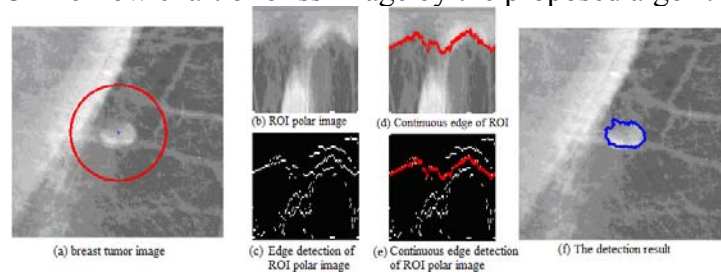 (b) ROI polar image
(d) Continuous edge of ROI
(a) breast tumor image
(c) Edge detection of
ROI polar image
(e) Continuous edge detection
of ROI polar image
(f) The detection result